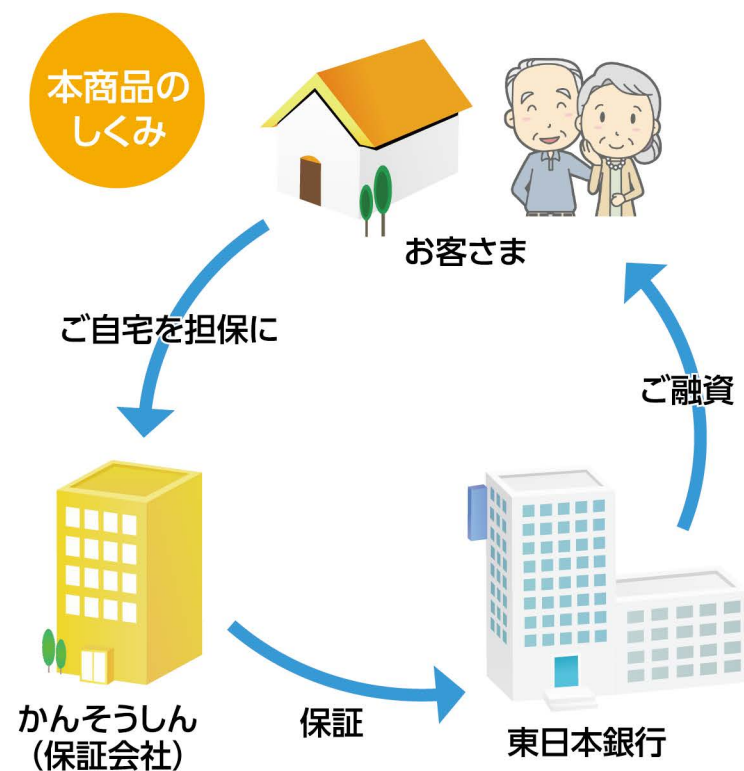 本商品の
しくみ
お客さま
ご自宅を担保に
ご融資
かんそうしん
（保証会社）
保証
東日本銀行